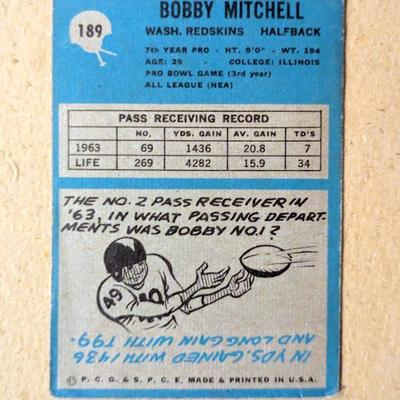 189
BOBBY MITCHELL
WASH. REDSKINS HALFBACK
7th YEAR PRO - HT. 6'0" - WT. 194
AGE: 29 - COLLEGE: ILLINOIS
PRO BOWL GAME (3rd year)
ALL LEAGUE (NEA)
PASS RECEIVING RECORD
NO. YDS. GAIN AV. GAIN TD'S
1963 69 1436 20.8 7
LIFE 269 4282 15.9 34
THE NO. 2 PASS RECEIVER IN
'63, IN WHAT PASSING DEPART-
MENTS WAS BOBBY NO. 1?
49
IN YDS. GAINED WITH 1436
AND LONG GAIN WITH T99.
© P. C. G. & S. P. C. E. MADE & PRINTED IN U.S.A.